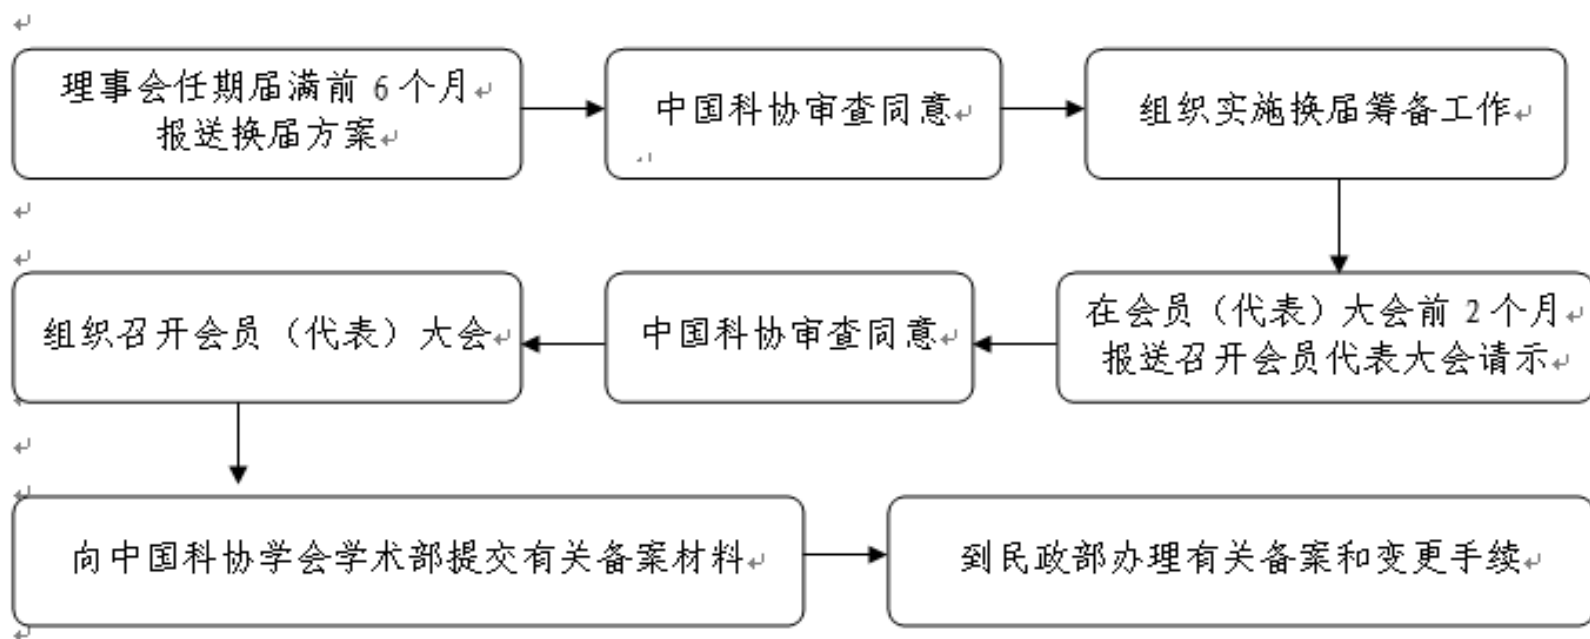 理事会任期届满前 6 个月
报送换届方案
中国科协审查同意
组织实施换届筹备工作
在会员（代表）大会前 2 个月
报送召开会员代表大会请示
中国科协审查同意
组织召开会员（代表）大会
向中国科协学会学术部提交有关备案材料
到民政部办理有关备案和变更手续